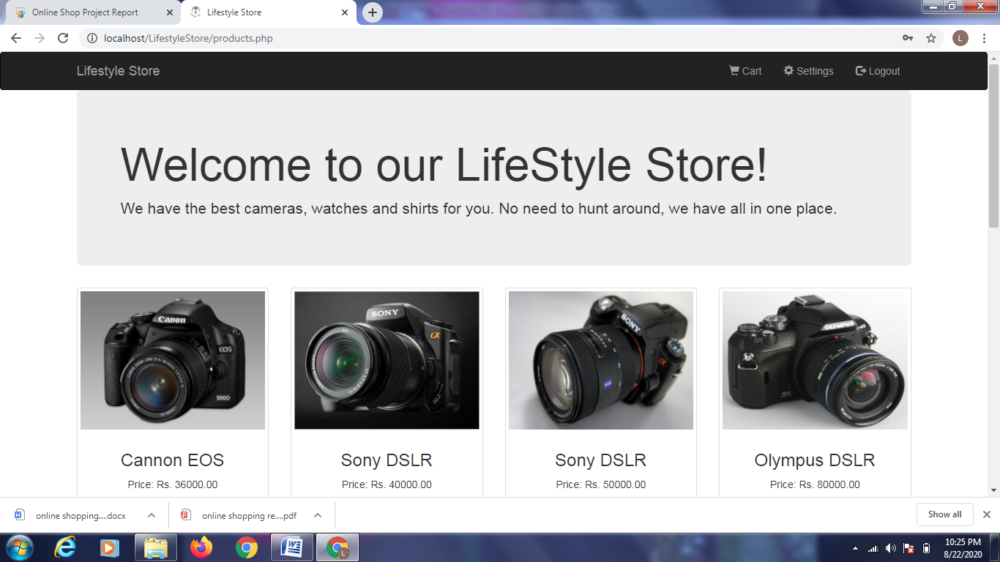 Online Shop Project Report
Lifestyle Store
localhost/LifestyleStore/products.php
L
Lifestyle Store
Cart
Settings
Logout
Welcome to our LifeStyle Store!
We have the best cameras, watches and shirts for you. No need to hunt around, we have all in one place.
Canon
EOS
500D
SONY
α
10.2
SONY
α
OLYMPUS
10.0
Cannon EOS
Sony DSLR
Sony DSLR
Olympus DSLR
Price: Rs. 36000.00
Price: Rs. 40000.00
Price: Rs. 50000.00
Price: Rs. 80000.00
online shopping....docx
online shopping re....pdf
Show all
L
10:25 PM
8/22/2020